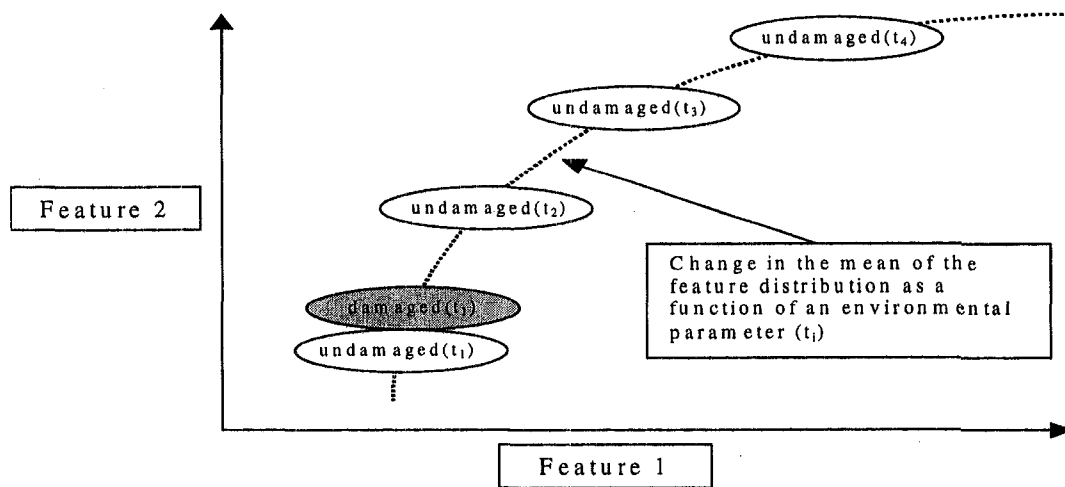 undamaged(t₄)
undamaged(t₃)
undamaged(t₂)
Feature 2
Change in the mean of the
feature distribution as a
function of an environmental
parameter (tᵢ)
damaged(t₁)
undamaged(t₁)
Feature 1